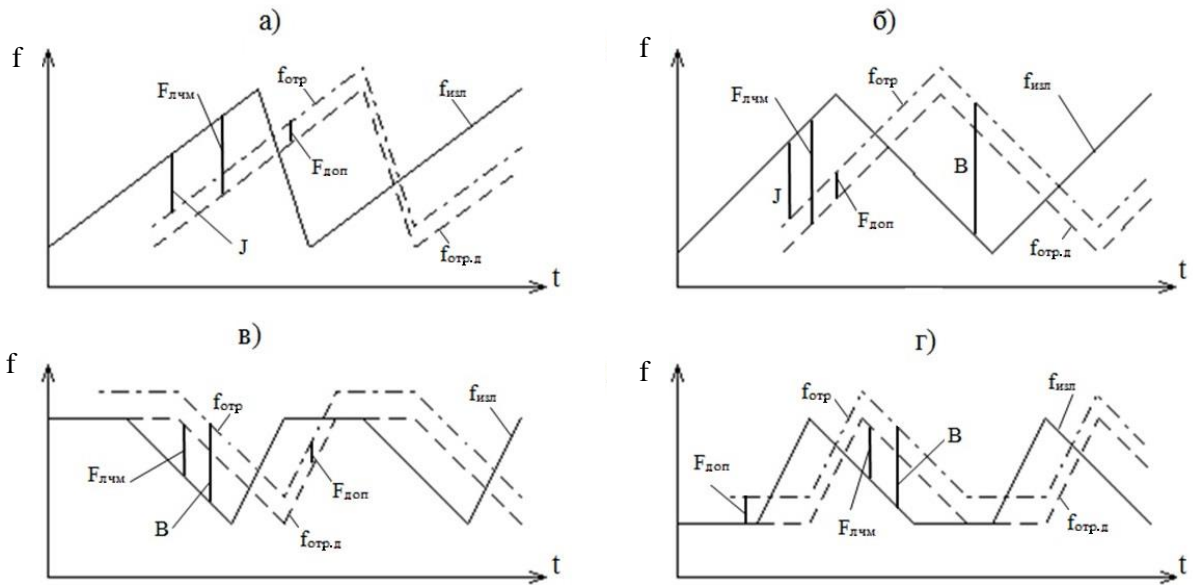 а)
f
Fлчм
fотр
fизл
Fдоп
J
fотр.д
t
б)
f
Fлчм
fотр
fизл
J
B
Fдоп
fотр.д
t
в)
f
fотр
fизл
Fлчм
Fдоп
B
fотр.д
t
г)
f
fотр
fизл
B
Fдоп
Fлчм
fотр.д
t